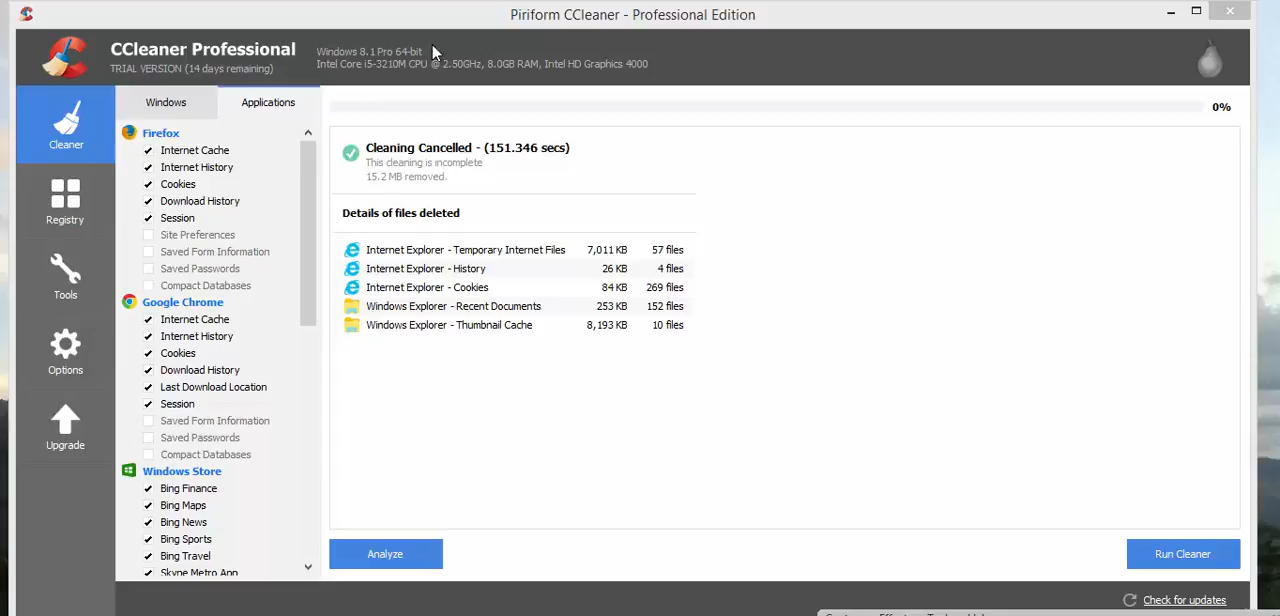 Piriform CCleaner - Professional Edition
CCleaner Professional
TRIAL VERSION (14 days remaining)
Windows 8.1 Pro 64-bit
Intel Core i5-3210M CPU @ 2.50GHz, 8.0GB RAM, Intel HD Graphics 4000
Cleaner
Registry
Tools
Options
Upgrade
Windows
Applications
Firefox
Internet Cache
Internet History
Cookies
Download History
Session
Site Preferences
Saved Form Information
Saved Passwords
Compact Databases
Google Chrome
Internet Cache
Internet History
Cookies
Download History
Last Download Location
Session
Saved Form Information
Saved Passwords
Compact Databases
Windows Store
Bing Finance
Bing Maps
Bing News
Bing Sports
Bing Travel
Skype Metro App
0%
Cleaning Cancelled - (151.346 secs)
This cleaning is incomplete
15.2 MB removed.
Details of files deleted
Internet Explorer - Temporary Internet Files 7,011 KB 57 files
Internet Explorer - History 26 KB 4 files
Internet Explorer - Cookies 84 KB 269 files
Windows Explorer - Recent Documents 253 KB 152 files
Windows Explorer - Thumbnail Cache 8,193 KB 10 files
Analyze
Run Cleaner
Check for updates